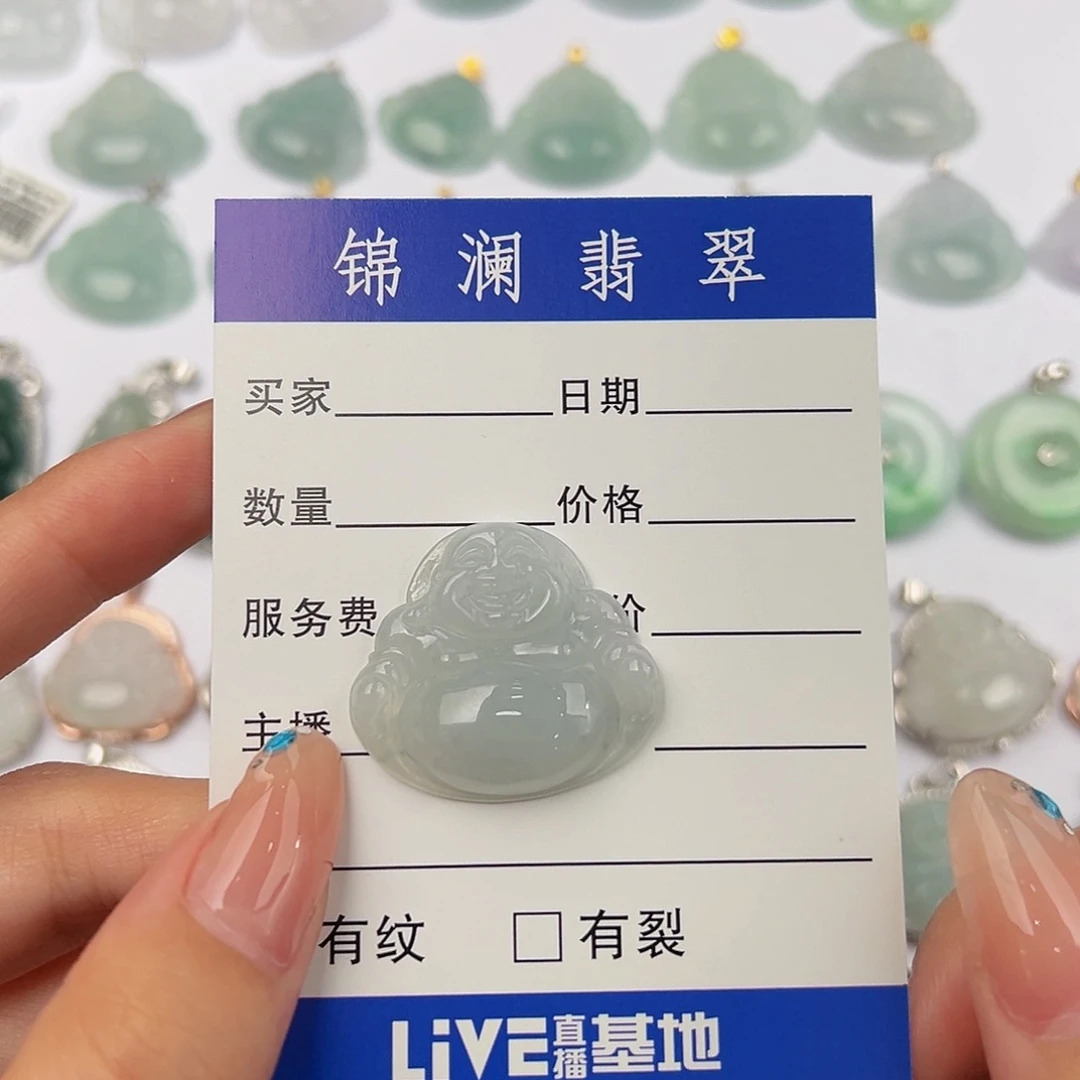 锦澜翡翠
买家 日期
数量 价格
服务费 价
主播
有纹 □有裂
LiVE直播基地